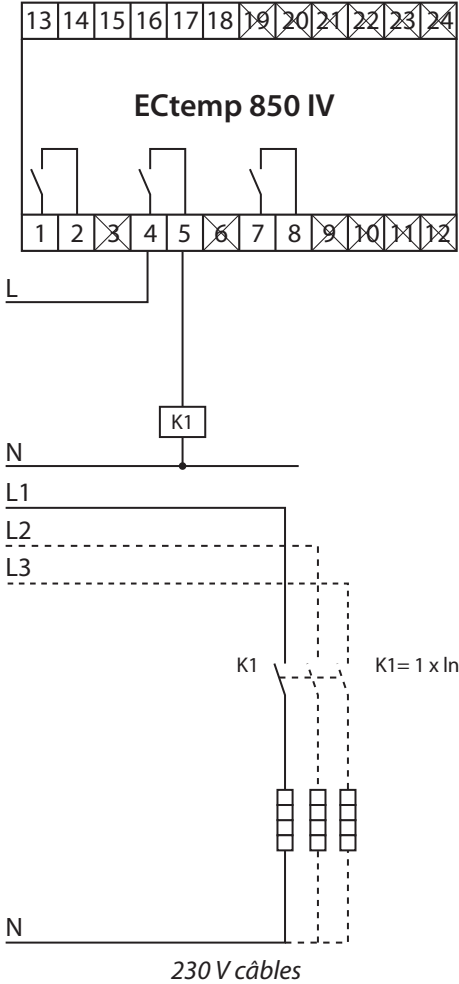 13 14 15 16 17 18 19 20 21 22 23 24
ECtemp 850 IV
1 2 3 4 5 6 7 8 9 10 11 12
L
K1
N
L1
L2
L3
K1 K1= 1 x ln
N
230 V câbles